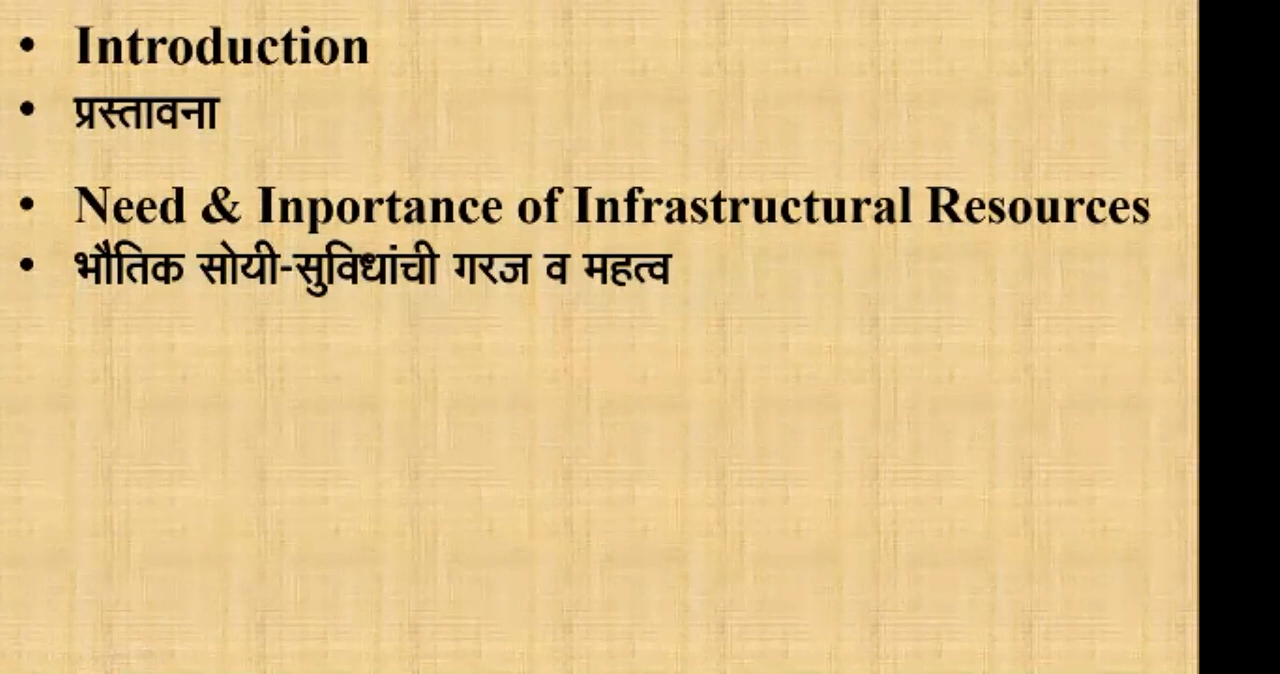 • Introduction
• प्रस्तावना
• Need & Inportance of Infrastructural Resources
• भौतिक सोयी-सुविधांची गरज व महत्व